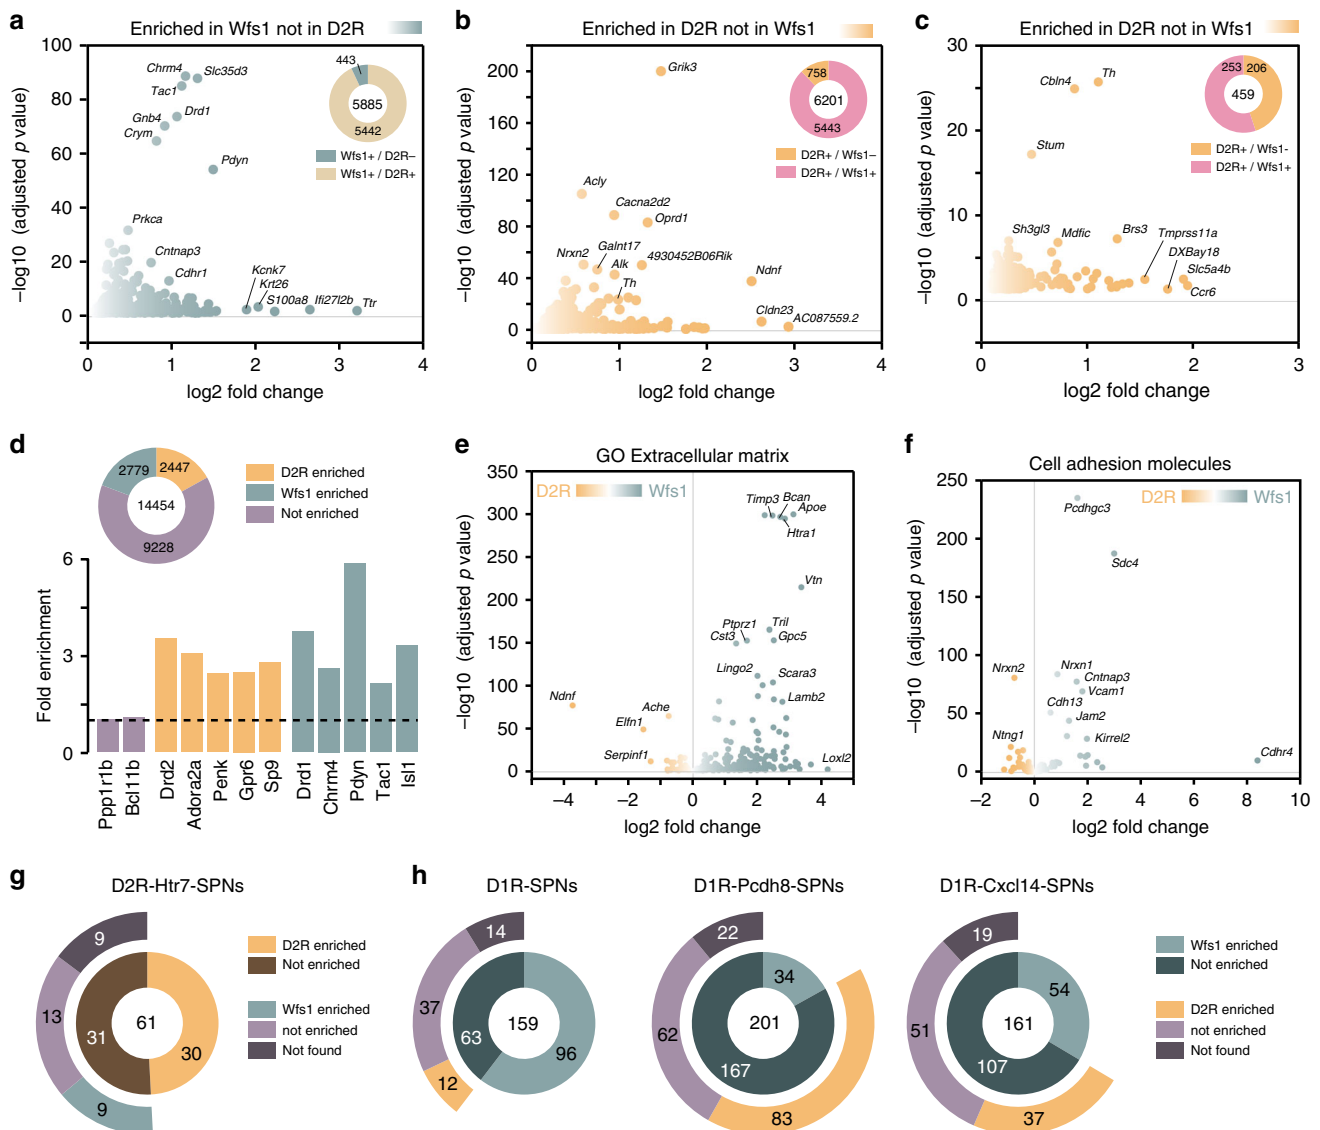 a
Enriched in Wfs1 not in D2R
−log10 (adjusted p value)
100
80
60
40
20
0
0
1
2
3
4
log2 fold change
Chrm4
Slc35d3
Tac1
Drd1
Gnb4
Crym
Pdyn
Prkca
Cntnap3
Cdhr1
Kcnk7
Krt26
S100a8
Ifi27l2b
Ttr
443
5885
5442
Wfs1+ / D2R−
Wfs1+ / D2R+
b
Enriched in D2R not in Wfs1
−log10 (adjusted p value)
200
160
120
80
40
0
0
1
2
3
4
log2 fold change
Grik3
Acly
Cacna2d2
Oprd1
Nrxn2
Galnt17
4930452B06Rik
Alk
Th
Ndnf
Cldn23
AC087559.2
758
6201
5443
D2R+ / Wfs1−
D2R+ / Wfs1+
c
Enriched in D2R not in Wfs1
−log10 (adjusted p value)
30
20
10
0
0
1
2
3
log2 fold change
Cbln4
Th
Stum
Sh3gl3
Mdfic
Brs3
Tmprss11a
DXBay18
Slc5a4b
Ccr6
253
206
459
D2R+ / Wfs1-
D2R+ / Wfs1+
d
2779
2447
14454
9228
D2R enriched
Wfs1 enriched
Not enriched
Fold enrichment
6
3
0
Ppp1r1b
Bcl11b
Drd2
Adora2a
Penk
Gpr6
Sp9
Drd1
Chrm4
Pdyn
Tac1
Isl1
e
GO Extracellular matrix
−log10 (adjusted p value)
350
300
250
200
150
100
50
0
−4
−2
0
2
4
log2 fold change
D2R
Wfs1
Timp3
Bcan
Apoe
Htra1
Vtn
Ptprz1
Tril
Cst3
Gpc5
Lingo2
Scara3
Lamb2
Ndnf
Ache
Elfn1
Serpinf1
Loxl2
f
Cell adhesion molecules
−log10 (adjusted p value)
250
200
150
100
50
0
−2
0
2
4
6
8
10
log2 fold change
D2R
Wfs1
Pcdhgc3
Sdc4
Nrxn2
Nrxn1
Cntnap3
Vcam1
Cdh13
Jam2
Ntng1
Kirrel2
Cdhr4
g
D2R-Htr7-SPNs
9
13
31
61
30
9
D2R enriched
Not enriched
Wfs1 enriched
not enriched
Not found
h
D1R-SPNs
14
37
63
159
96
12
D1R-Pcdh8-SPNs
22
34
62
201
167
83
D1R-Cxcl14-SPNs
19
54
51
161
107
37
Wfs1 enriched
Not enriched
D2R enriched
not enriched
Not found